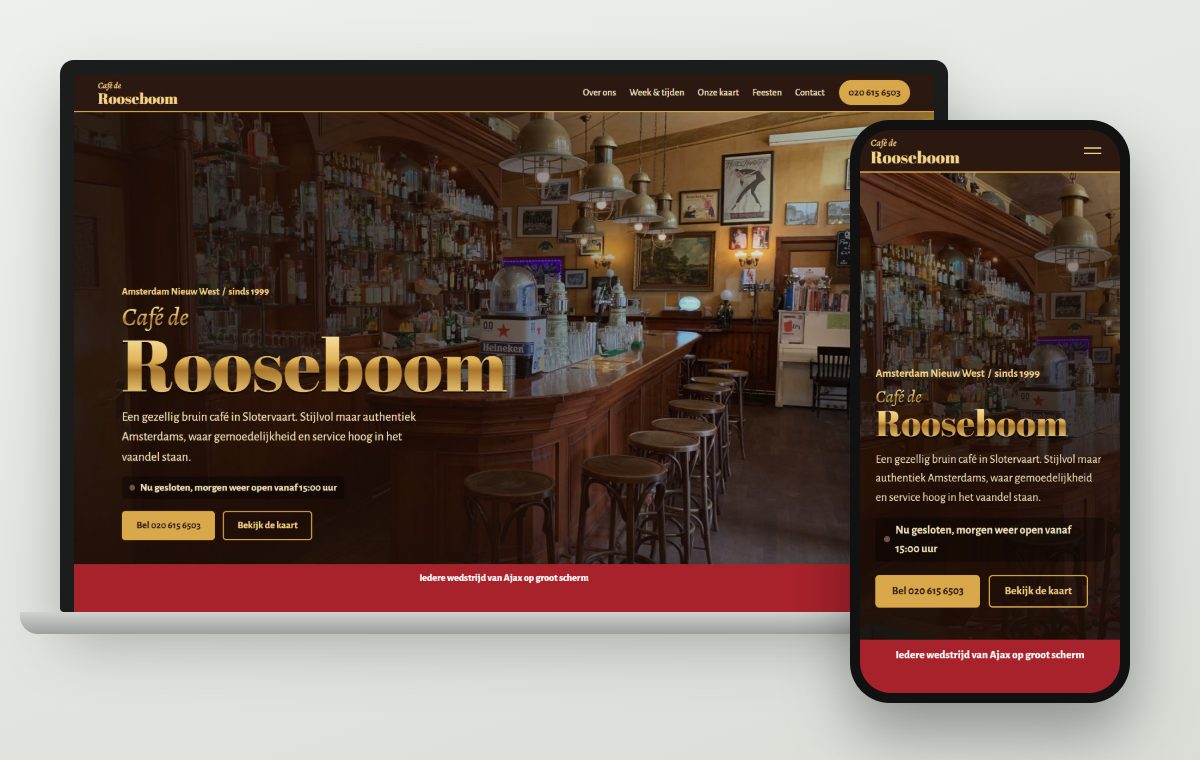 Café de
Rooseboom
Over ons Week & tijden Onze kaart Feesten Contact 020 615 6503
Amsterdam Nieuw West / sinds 1999
Café de
Rooseboom
Een gezellig bruin café in Slotervaart. Stijlvol maar authentiek
Amsterdams, waar gemoedelijkheid en service hoog in het
vaandel staan.
Nu gesloten, morgen weer open vanaf 15:00 uur
Bel 020 615 6503 Bekijk de kaart
Iedere wedstrijd van Ajax op groot scherm
0.0
Heineken
Café de
Rooseboom
Amsterdam Nieuw West / sinds 1999
Café de
Rooseboom
Een gezellig bruin café in Slotervaart. Stijlvol maar
authentiek Amsterdams, waar gemoedelijkheid
en service hoog in het vaandel staan.
Nu gesloten, morgen weer open vanaf
15:00 uur
Bel 020 615 6503 Bekijk de kaart
Iedere wedstrijd van Ajax op groot scherm